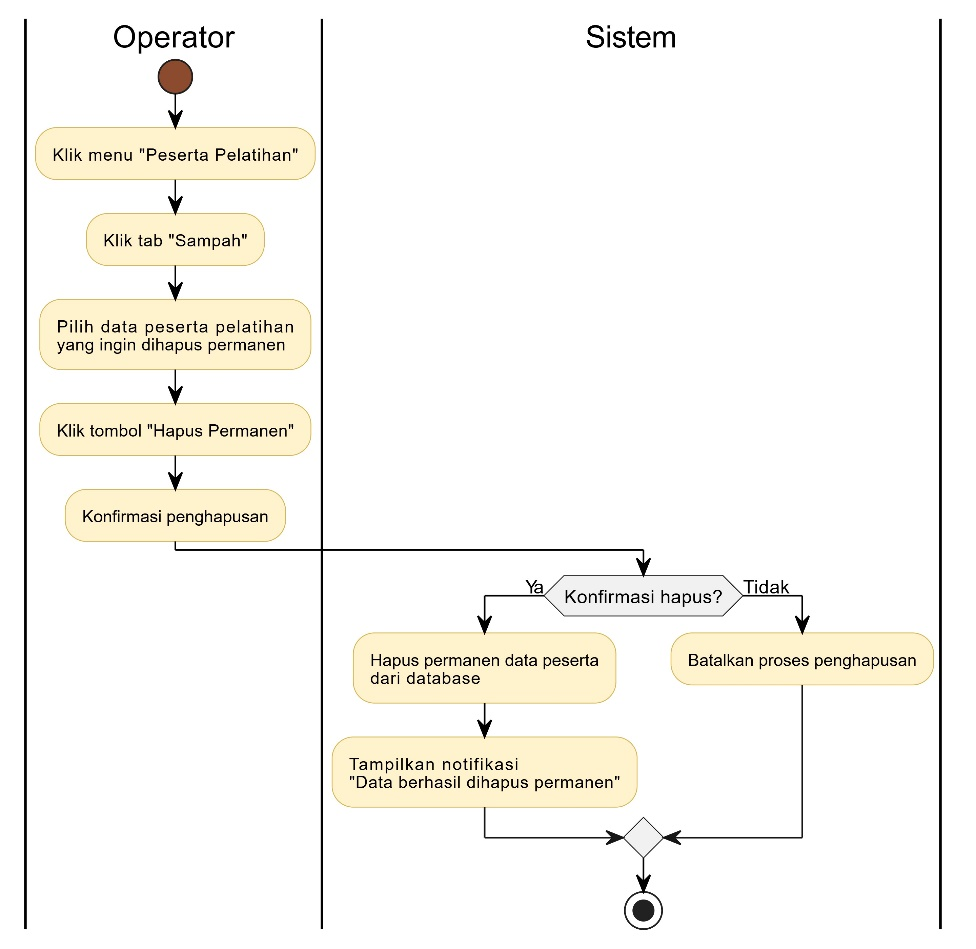 Operator
Sistem
Klik menu "Peserta Pelatihan"
Klik tab "Sampah"
Pilih data peserta pelatihan
yang ingin dihapus permanen
Klik tombol "Hapus Permanen"
Konfirmasi penghapusan
Ya
Konfirmasi hapus?
Tidak
Hapus permanen data peserta
dari database
Batalkan proses penghapusan
Tampilkan notifikasi
"Data berhasil dihapus permanen"